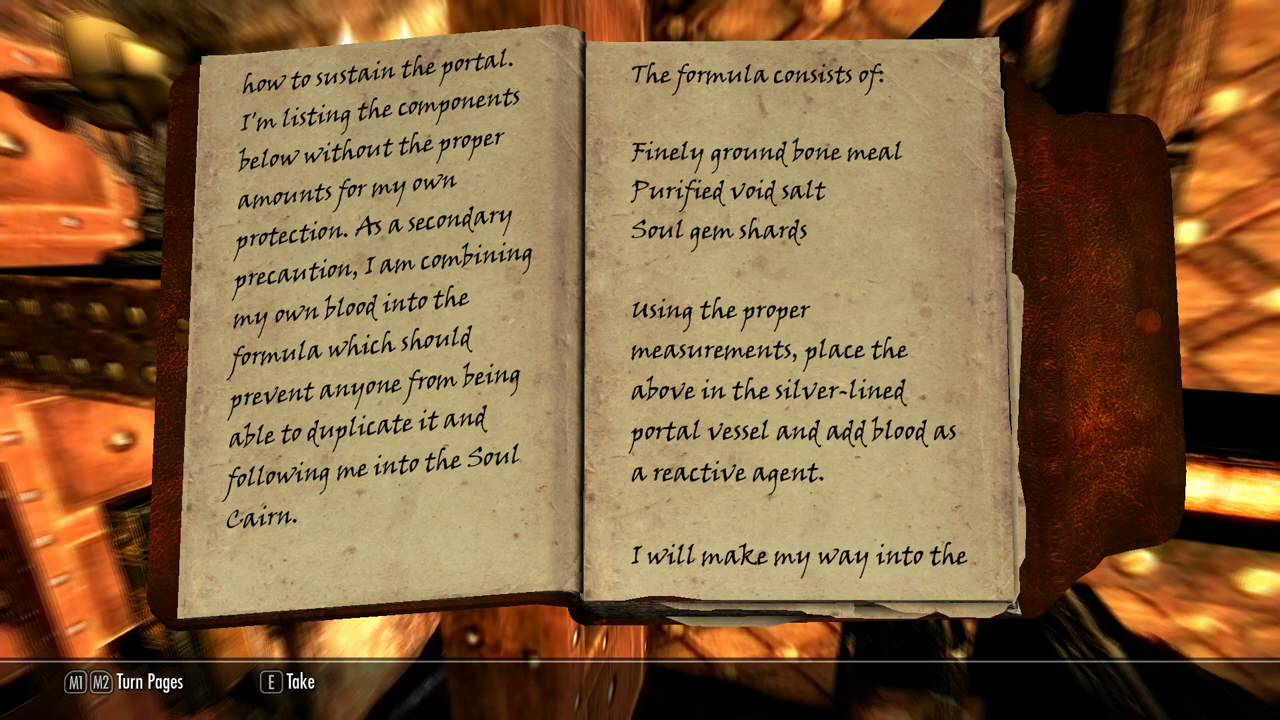 how to sustain the portal.
I'm listing the components
below without the proper
amounts for my own
protection. As a secondary
precaution, I am combining
my own blood into the
formula which should
prevent anyone from being
able to duplicate it and
following me into the Soul
Cairn.
The formula consists of:
Finely ground bone meal
Purified void salt
Soul gem shards
Using the proper
measurements, place the
above in the silver-lined
portal vessel and add blood as
a reactive agent.
I will make my way into the
M1 M2 Turn Pages
E Take